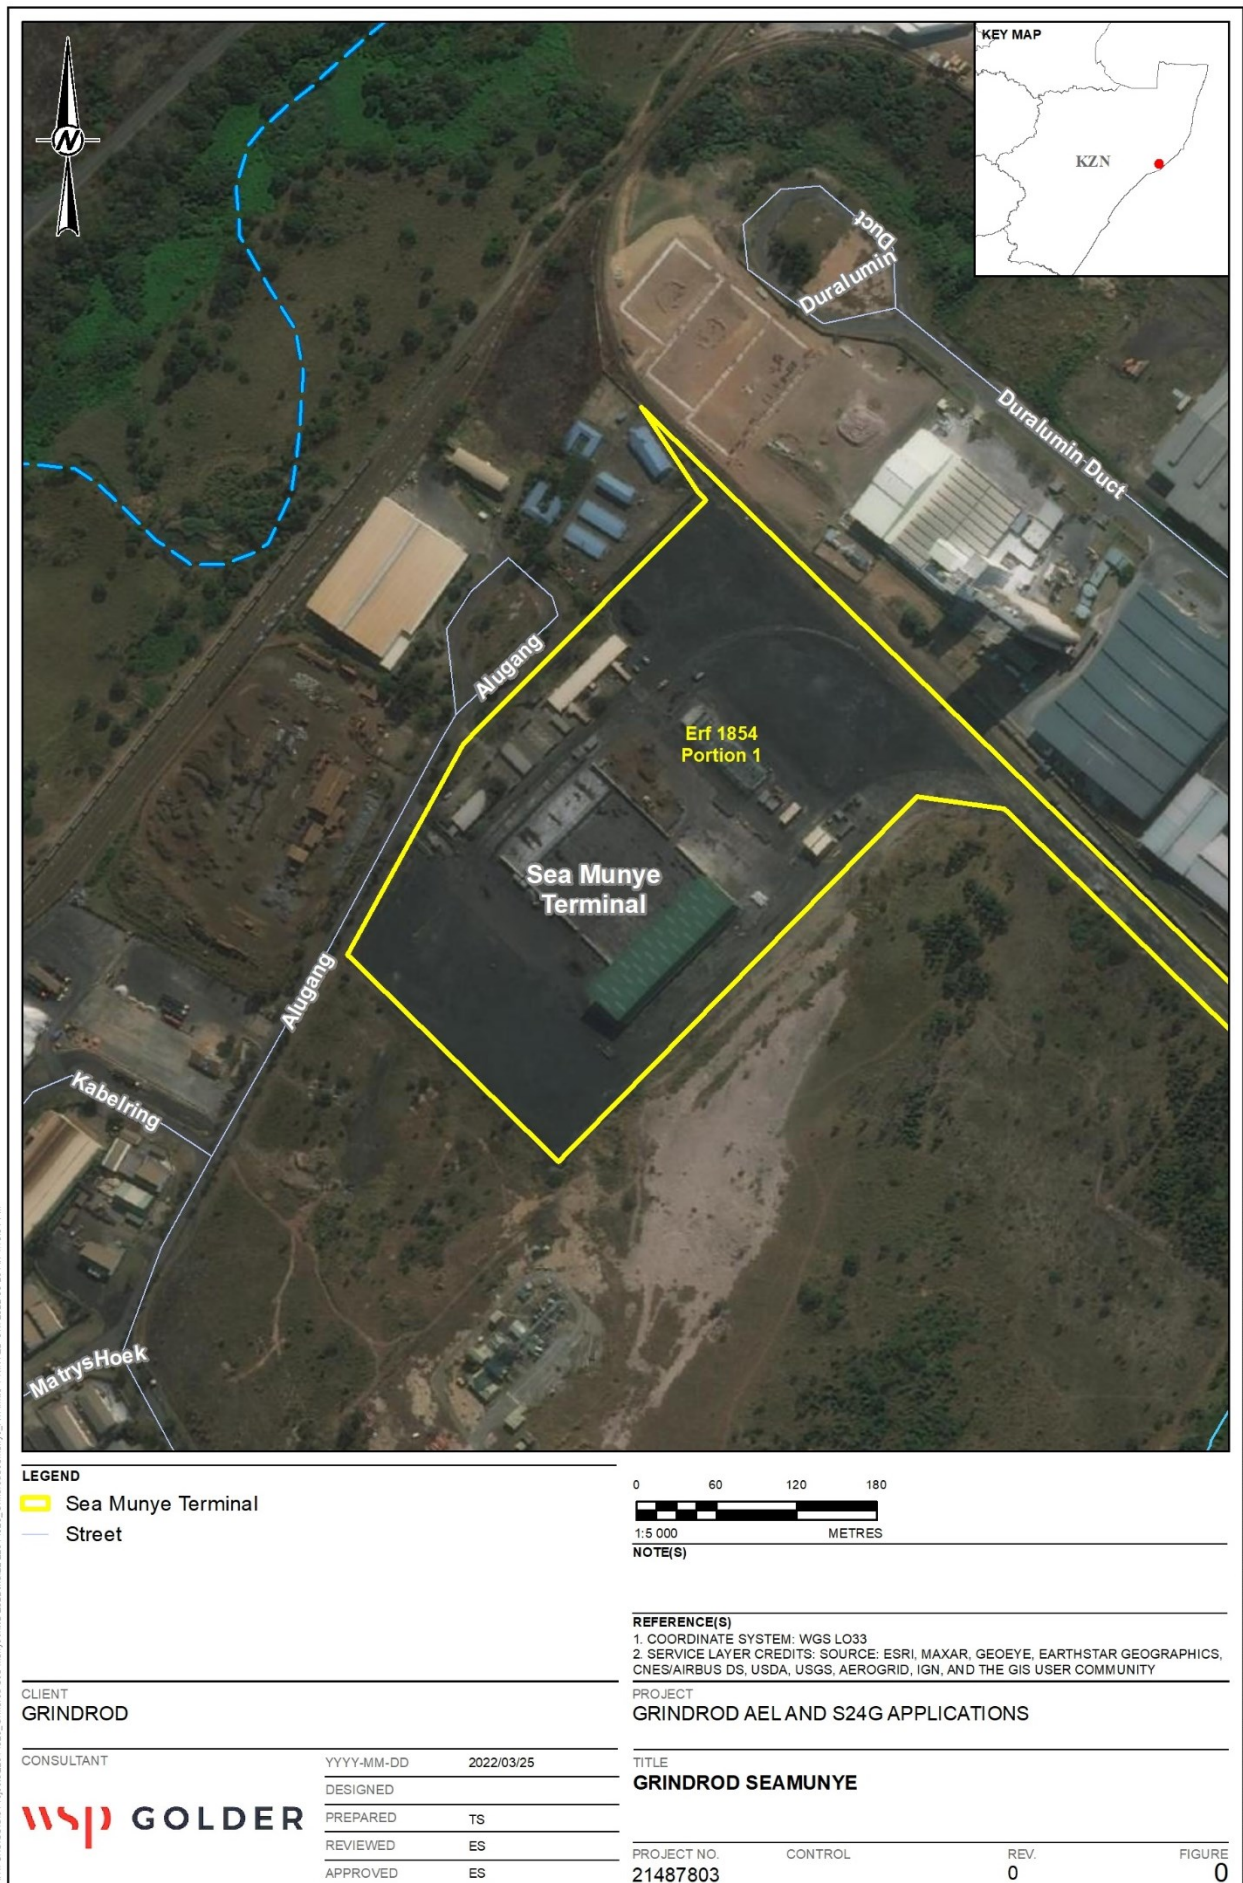 KEY MAP
KZN
N
Duralumin
Duct
Duralumin Duct
Alugang
Erf 1854
Portion 1
Sea Munye
Terminal
Alugang
Kabelring
MatrysHoek
LEGEND
Sea Munye Terminal
Street
0 60 120 180
1:5 000 METRES
NOTE(S)
REFERENCE(S)
1. COORDINATE SYSTEM: WGS LO33
2. SERVICE LAYER CREDITS: SOURCE: ESRI, MAXAR, GEOEYE, EARTHSTAR GEOGRAPHICS,
CNES/AIRBUS DS, USDA, USGS, AEROGRID, IGN, AND THE GIS USER COMMUNITY
CLIENT
GRINDROD
PROJECT
GRINDROD AEL AND S24G APPLICATIONS
CONSULTANT
wsp GOLDER
YYYY-MM-DD 2022/03/25
DESIGNED
PREPARED TS
REVIEWED ES
APPROVED ES
TITLE
GRINDROD SEAMUNYE
PROJECT NO. CONTROL REV. FIGURE
21487803 0 0